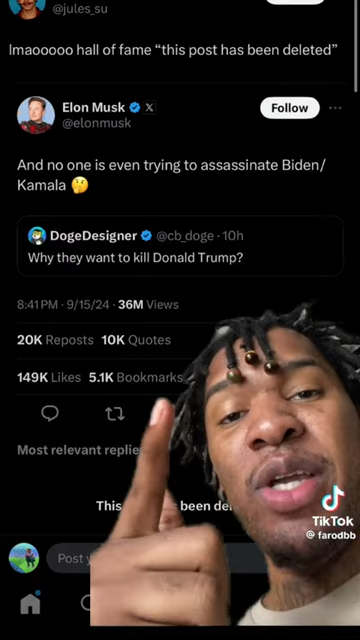 @jules_su
lmaooooo hall of fame “this post has been deleted”
Elon Musk X
@elonmusk
Follow
And no one is even trying to assassinate Biden/
Kamala 🤔
DogeDesigner @cb_doge · 10h
Why they want to kill Donald Trump?
8:41 PM · 9/15/24 · 36M Views
20K Reposts 10K Quotes
149K Likes 5.1K Bookmarks
Most relevant
This
been
Post
TikTok
@ farodbb